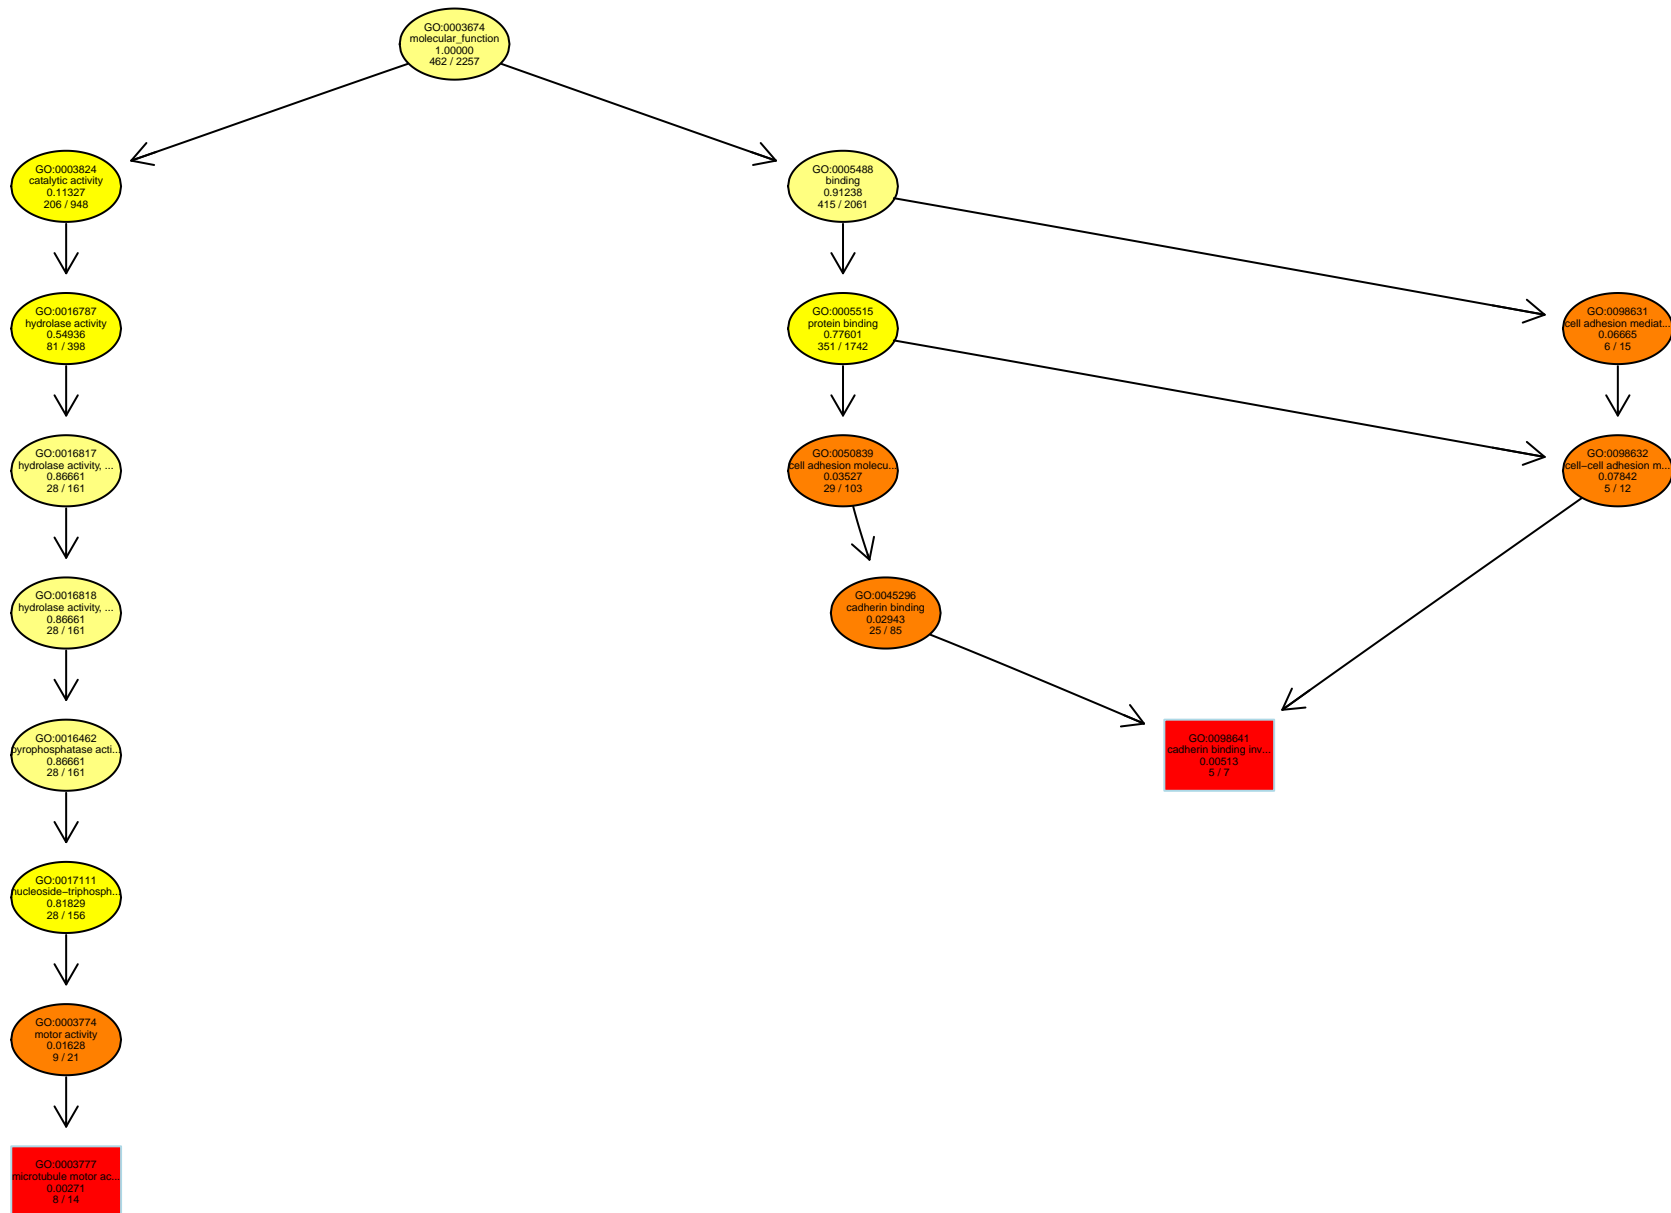 GO:0003674
molecular_function
1.00000
462 / 2257
GO:0003824
catalytic activity
0.11327
206 / 948
GO:0005488
binding
0.91238
415 / 2061
GO:0016787
hydrolase activity
0.54936
81 / 398
GO:0005515
protein binding
0.77601
351 / 1742
GO:0098631
cell adhesion mediat...
0.06665
6 / 15
GO:0016817
hydrolase activity, ...
0.86661
28 / 161
GO:0050839
cell adhesion molecu...
0.03527
29 / 103
GO:0098632
cell–cell adhesion m...
0.07842
5 / 12
GO:0016818
hydrolase activity, ...
0.86661
28 / 161
GO:0045296
cadherin binding
0.02943
25 / 85
GO:0016462
pyrophosphatase acti...
0.86661
28 / 161
GO:0098641
cadherin binding inv...
0.00513
5 / 7
GO:0017111
nucleoside–triphosph...
0.81829
28 / 156
GO:0003774
motor activity
0.01628
9 / 21
GO:0003777
microtubule motor ac...
0.00271
8 / 14